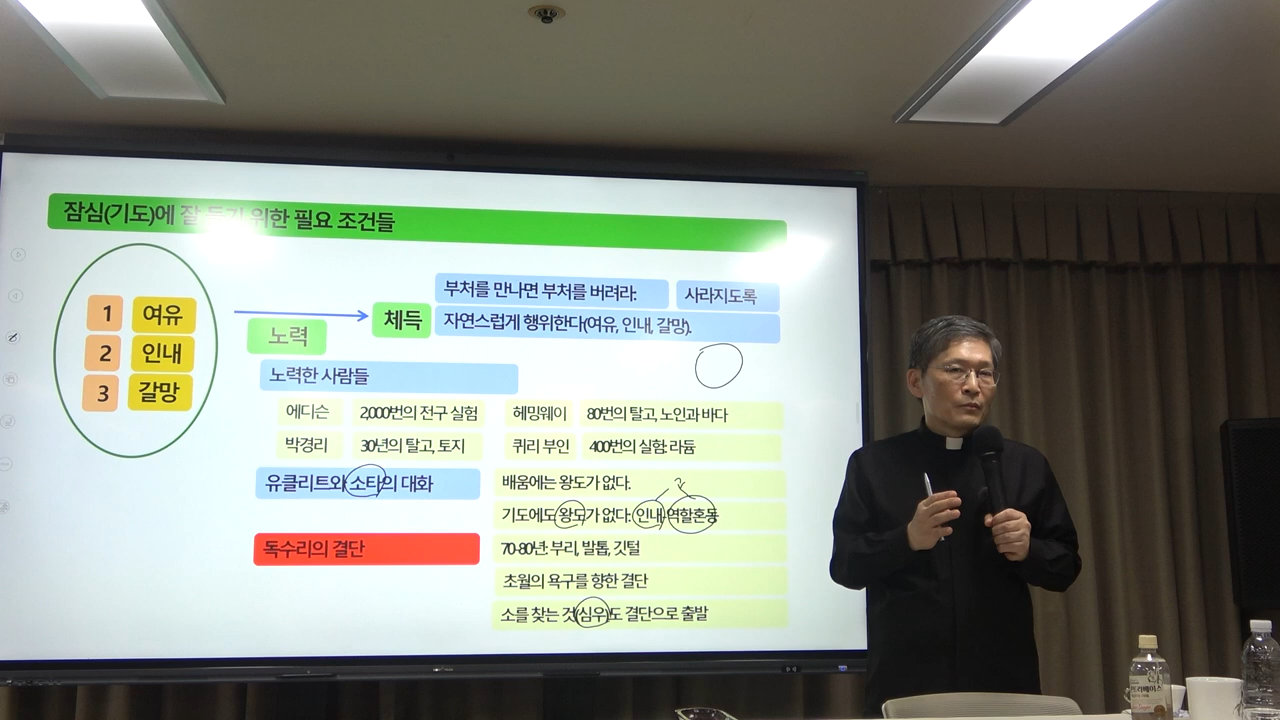 잠심(기도)에 잘 들기 위한 필요 조건들
1 여유
2 인내
3 갈망
노력
체득
부처를 만나면 부처를 버려라: 사라지도록
자연스럽게 행위한다(여유, 인내, 갈망).
노력한 사람들
에디슨 2,000번의 전구 실험 헤밍웨이 80번의 탈고, 노인과 바다
박경리 30년의 탈고, 토지 퀴리 부인 400번의 실험: 라듐
유클리트와 소타의 대화 배움에는 왕도가 없다.
기도에도 왕도가 없다: 인내, 역할혼동
독수리의 결단 70-80년: 부리, 발톱, 깃털
초월의 욕구를 향한 결단
소를 찾는 것(심우)도 결단으로 출발